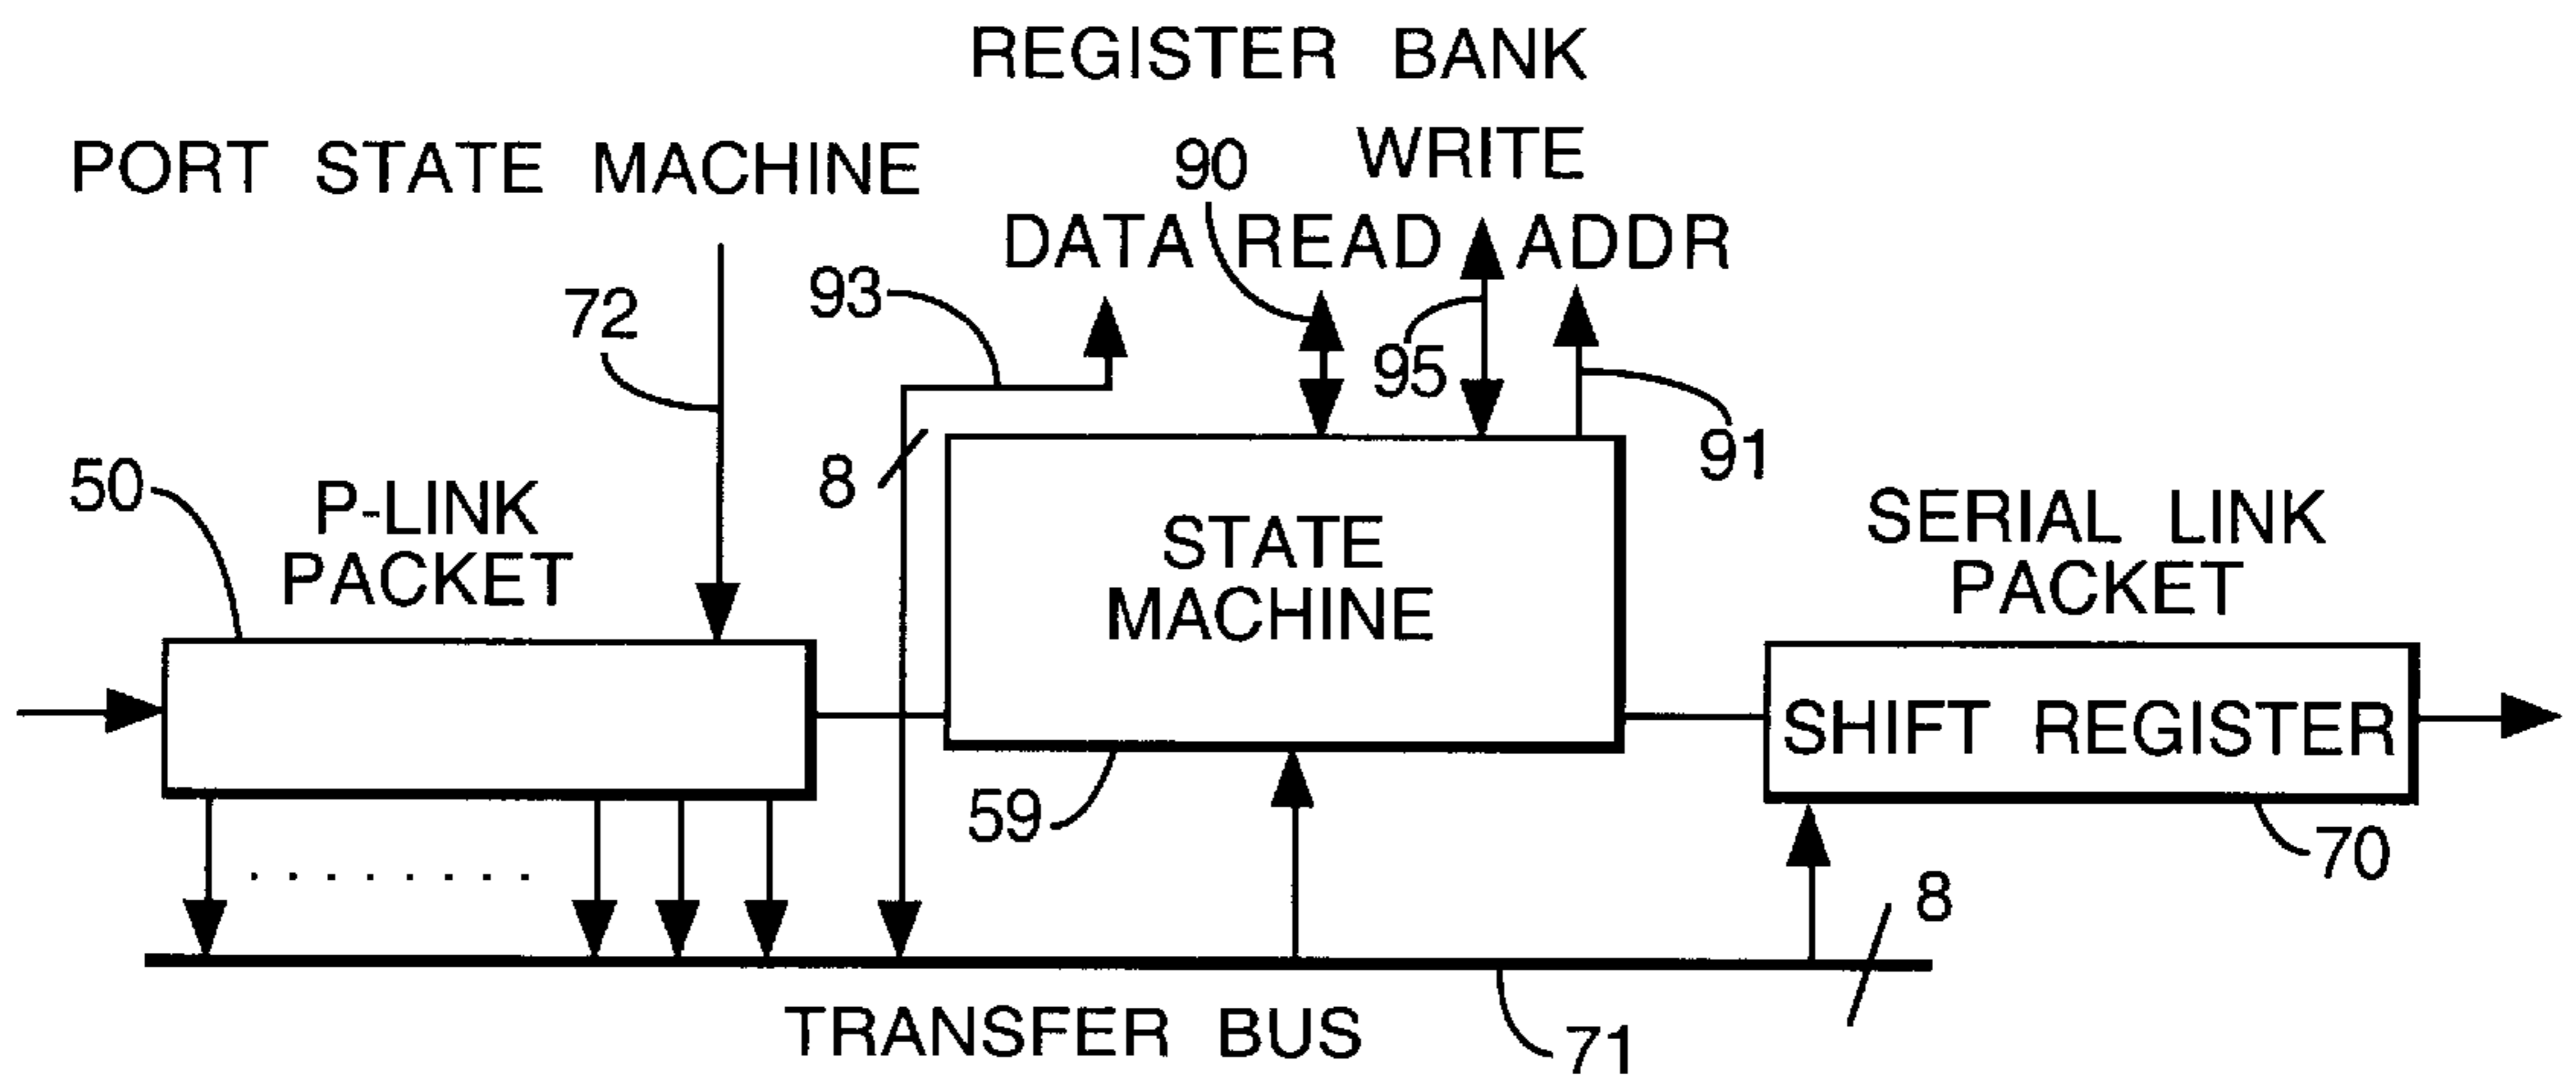 REGISTER BANK
PORT STATE MACHINE
90
WRITE
DATA READ ADDR
93
72
95
91
8
50
P-LINK
PACKET
STATE
MACHINE
SERIAL LINK
PACKET
SHIFT REGISTER
59
70
8
TRANSFER BUS
71